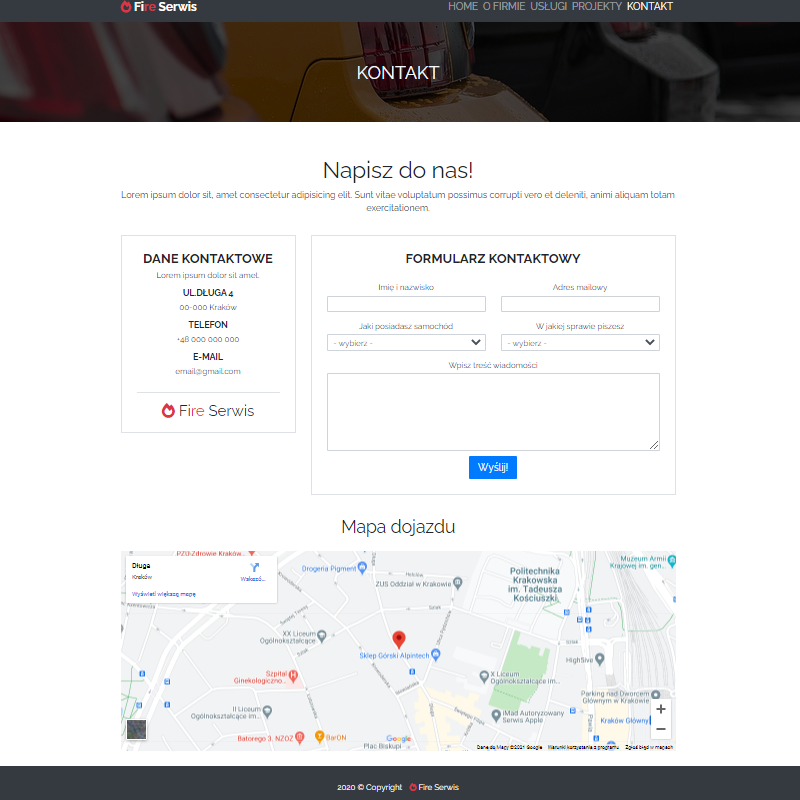 Fire Serwis
HOME O FIRMIE USŁUGI PROJEKTY KONTAKT
KONTAKT
Napisz do nas!
Lorem ipsum dolor sit, amet consectetur adipisicing elit. Sunt vitae voluptatum possimus corrupti vero et deleniti, animi aliquam totam
exercitationem.
DANE KONTAKTOWE
Lorem ipsum dolor sit amet.
UL.DŁUGA 4
00-000 Kraków
TELEFON
+48 000 000 000
E-MAIL
email@gmail.com
Fire Serwis
FORMULARZ KONTAKTOWY
Imię i nazwisko
Adres mailowy
Jaki posiadasz samochód
W jakiej sprawie piszesz
- wybierz -
- wybierz -
Wpisz treść wiadomości
Wyślij!
Mapa dojazdu
PZU Zdrowie Kraków...
Długa
Kraków
Wskazó...
Wyświetl większą mapę
Drogeria Pigment
ZUS Oddział w Krakowie
Politechnika
Krakowska
im. Tadeusza
Kościuszki
Muzeum Armii
Krajowej im. gen...
XX Liceum
Ogólnokształcące
Sklep Górski Alpintech
High5ive
Szpital
Ginekologiczno...
X Liceum
Ogólnokształcące im...
Parking nad Dworcem
Głównym w Krakowie
II Liceum
Ogólnokształcące im...
iMad Autoryzowany
Serwis Apple
Kraków Główny
Batorego 3. NZOZ
BarON
Plac Biskupi
Google
Dane do Mapy ©2021 Google
Warunki korzystania z programu
Zgłoś błąd w mapach
2020 © Copyright Fire Serwis